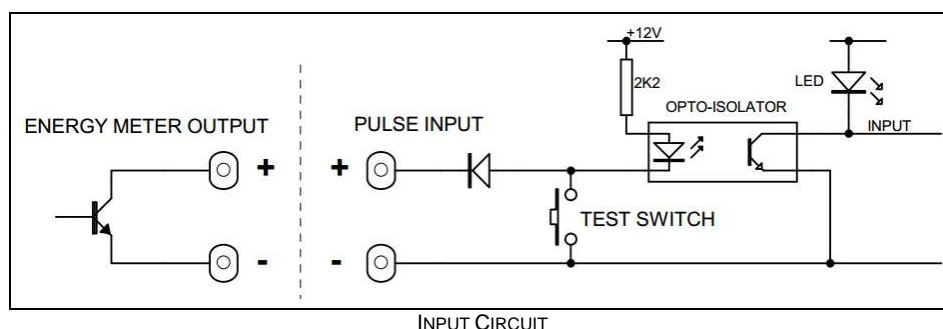 +12V
2K2
LED
OPTO-ISOLATOR
ENERGY METER OUTPUT
PULSE INPUT
INPUT
+
+
TEST SWITCH
-
-
INPUT CIRCUIT